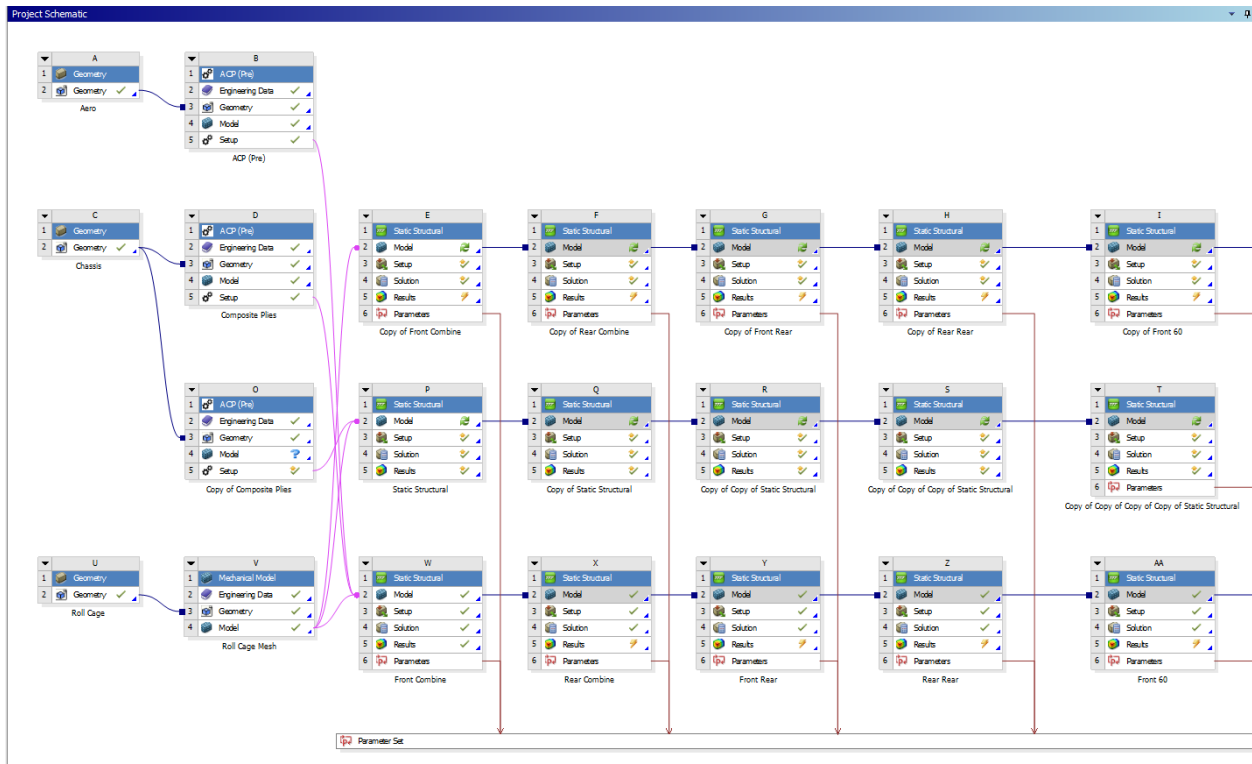 Project Schematic
A
1 Geometry
2 Geometry
Aero
B
1 ACP (Pre)
2 Engineering Data
3 Geometry
4 Model
5 Setup
ACP (Pre)
C
1 Geometry
2 Geometry
Chassis
D
1 ACP (Pre)
2 Engineering Data
3 Geometry
4 Model
5 Setup
Composite Plies
E
1 Static Structural
2 Model
3 Setup
4 Solution
5 Results
6 Parameters
Copy of Front Combine
F
1 Static Structural
2 Model
3 Setup
4 Solution
5 Results
6 Parameters
Copy of Rear Combine
G
1 Static Structural
2 Model
3 Setup
4 Solution
5 Results
6 Parameters
Copy of Front Rear
H
1 Static Structural
2 Model
3 Setup
4 Solution
5 Results
6 Parameters
Copy of Rear Rear
I
1 Static Structural
2 Model
3 Setup
4 Solution
5 Results
6 Parameters
Copy of Front 60
O
1 ACP (Pre)
2 Engineering Data
3 Geometry
4 Model
5 Setup
Copy of Composite Plies
P
1 Static Structural
2 Model
3 Setup
4 Solution
5 Results
Static Structural
Q
1 Static Structural
2 Model
3 Setup
4 Solution
5 Results
Copy of Static Structural
R
1 Static Structural
2 Model
3 Setup
4 Solution
5 Results
Copy of Copy of Static Structural
S
1 Static Structural
2 Model
3 Setup
4 Solution
5 Results
Copy of Copy of Copy of Static Structural
T
1 Static Structural
2 Model
3 Setup
4 Solution
5 Results
6 Parameters
Copy of Copy of Copy of Copy of Static Structural
U
1 Geometry
2 Geometry
Roll Cage
V
1 Mechanical Model
2 Engineering Data
3 Geometry
4 Model
Roll Cage Mesh
W
1 Static Structural
2 Model
3 Setup
4 Solution
5 Results
6 Parameters
Front Combine
X
1 Static Structural
2 Model
3 Setup
4 Solution
5 Results
6 Parameters
Rear Combine
Y
1 Static Structural
2 Model
3 Setup
4 Solution
5 Results
6 Parameters
Front Rear
Z
1 Static Structural
2 Model
3 Setup
4 Solution
5 Results
6 Parameters
Rear Rear
AA
1 Static Structural
2 Model
3 Setup
4 Solution
5 Results
6 Parameters
Front 60
Parameter Set